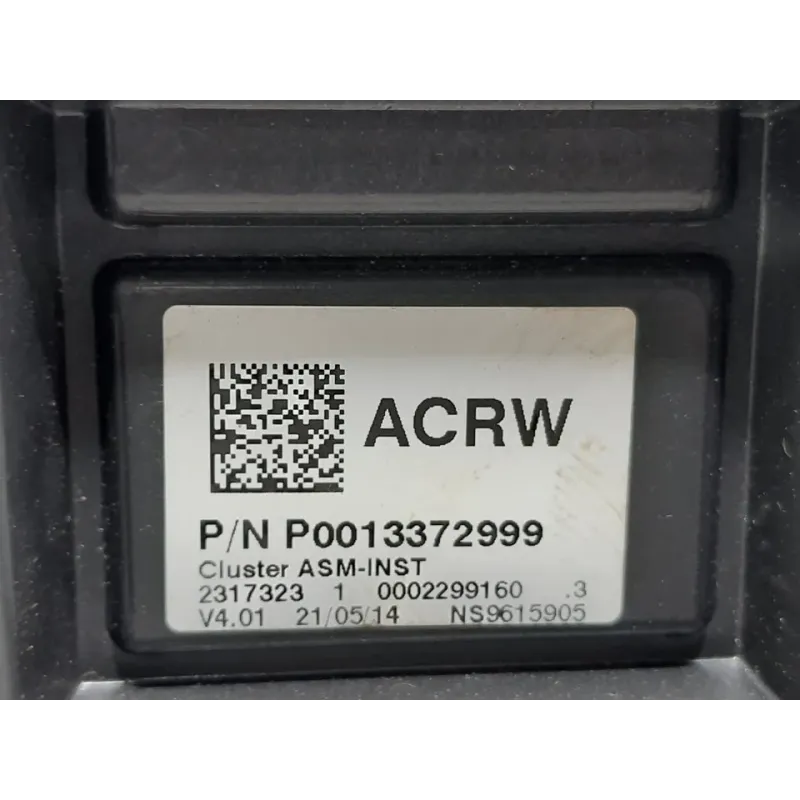 ACRW
P/N P0013372999
Cluster ASM-INST
2317323 1 0002299160 .3
V4.01 21/05/14 NS9615905